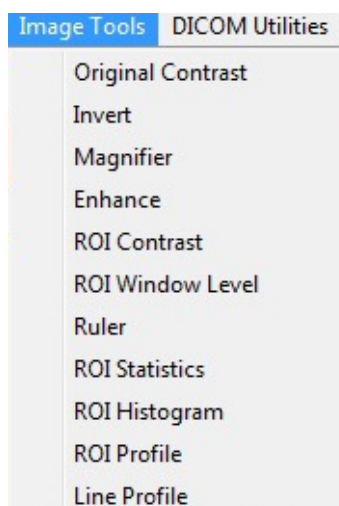 Image Tools DICOM Utilities
Original Contrast
Invert
Magnifier
Enhance
ROI Contrast
ROI Window Level
Ruler
ROI Statistics
ROI Histogram
ROI Profile
Line Profile